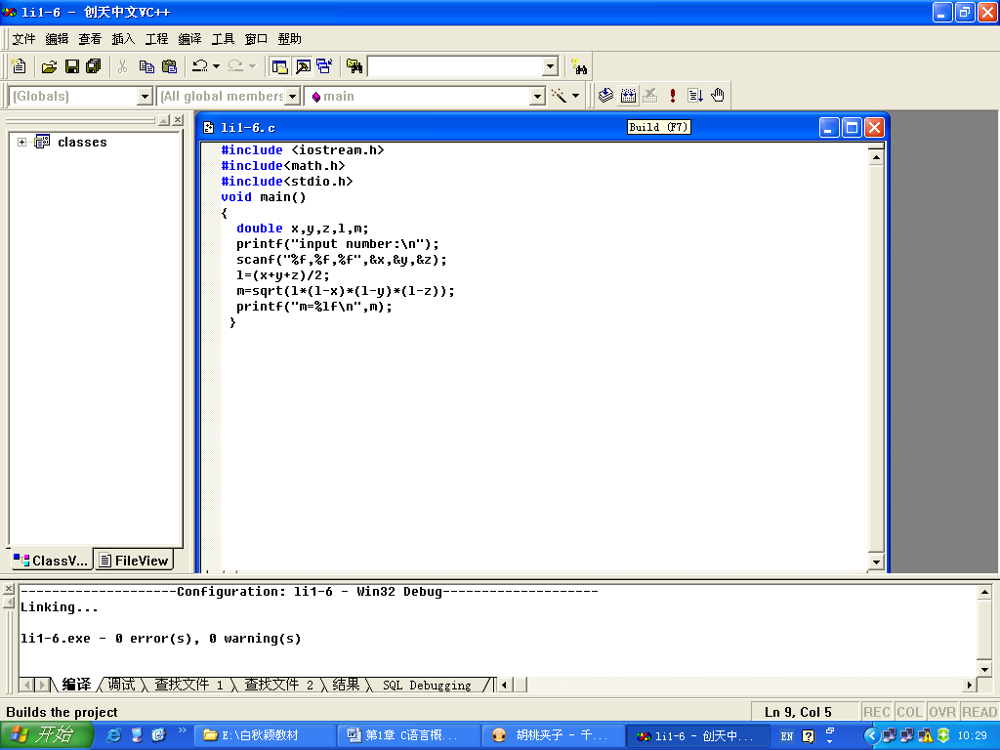 li1-6 - 创天中文VC++
文件 编辑 查看 插入 工程 编译 工具 窗口 帮助
(Globals) (All global members main
classes
li1-6.c
Build (F7)
#include <iostream.h>
#include<math.h>
#include<stdio.h>
void main()
{
double x,y,z,l,m;
printf("input number:\n");
scanf("%f,%f,%f",&x,&y,&z);
l=(x+y+z)/2;
m=sqrt(l*(l-x)*(l-y)*(l-z));
printf("m=%lf\n",m);
}
ClassV... FileView
--------------------Configuration: li1-6 - Win32 Debug--------------------
Linking...
li1-6.exe - 0 error(s), 0 warning(s)
编译 调试 查找文件 1 查找文件 2 结果 SQL Debugging
Builds the project
Ln 9, Col 5 REC COL OVR READ
开始 E:\白秋颖教材 第1章 C语言概... 胡桃夹子 - 千... li1-6 - 创天中... EN 10:29